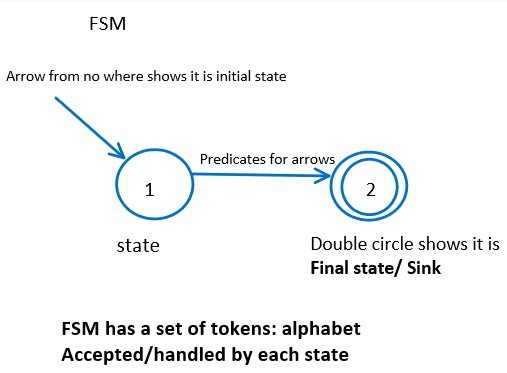 FSM
Arrow from no where shows it is initial state
Predicates for arrows
1
2
state
Double circle shows it is
Final state/ Sink
FSM has a set of tokens: alphabet
Accepted/handled by each state